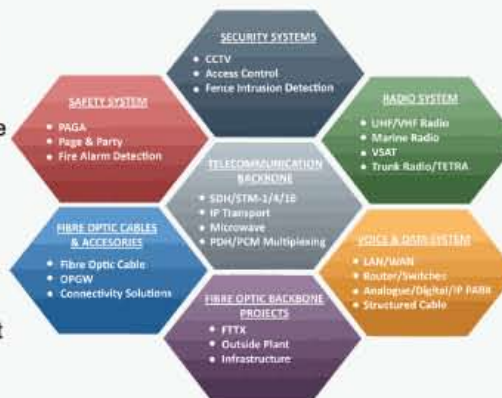 SECURITY SYSTEMS
CCTV
Access Control
Fence Intrusion Detection
SAFETY SYSTEM
PAGA
Page & Party
Fire Alarm Detection
RADIO SYSTEM
UHF/VHF Radio
Marine Radio
VSAT
Trunk Radio/TETRA
TELECOMMUNICATION
BACKBONE
SDH/STM-1/4/16
IP Transport
Microwave
PDH/PCM Multiplexing
FIBRE OPTIC CABLES
& ACCESORIES
Fibre Optic Cable
OPGW
Connectivity Solutions
VOICE & DATA SYSTEM
LAN/WAN
Router/Switches
Analogue/Digital/IP PABX
Structured Cable
FIBRE OPTIC BACKBONE
PROJECTS
FTTX
Outside Plant
Infrastructure